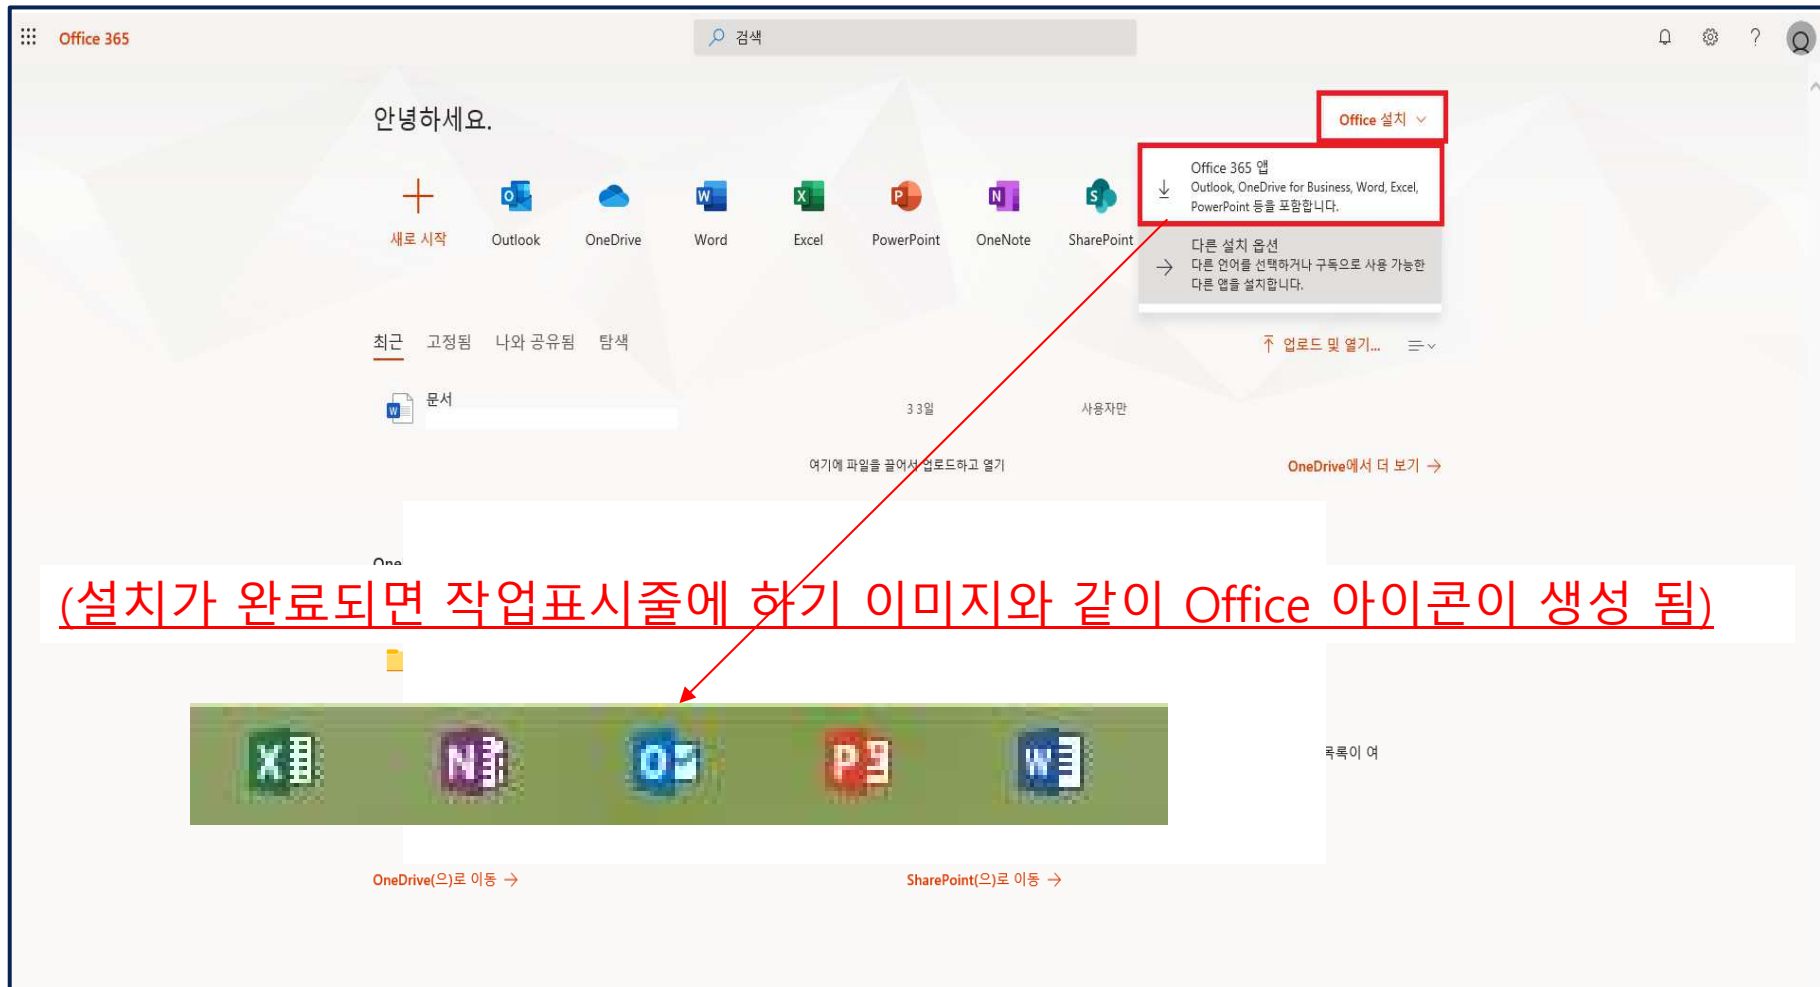 Office 365
검색
안녕하세요.
Office 설치
Office 365 앱
Outlook, OneDrive for Business, Word, Excel,
PowerPoint 등을 포함합니다.
다른 설치 옵션
다른 언어를 선택하거나 구독으로 사용 가능한
다른 앱을 설치합니다.
새로 시작
Outlook
OneDrive
Word
Excel
PowerPoint
OneNote
SharePoint
최근 고정됨 나와 공유됨 탐색
업로드 및 열기...
문서
3 3일
사용자만
여기에 파일을 끌어서 업로드하고 열기
OneDrive에서 더 보기 →
(설치가 완료되면 작업표시줄에 하기 이미지와 같이 Office 아이콘이 생성 됨)
이 여
OneDrive(으)로 이동 →
SharePoint(으)로 이동 →